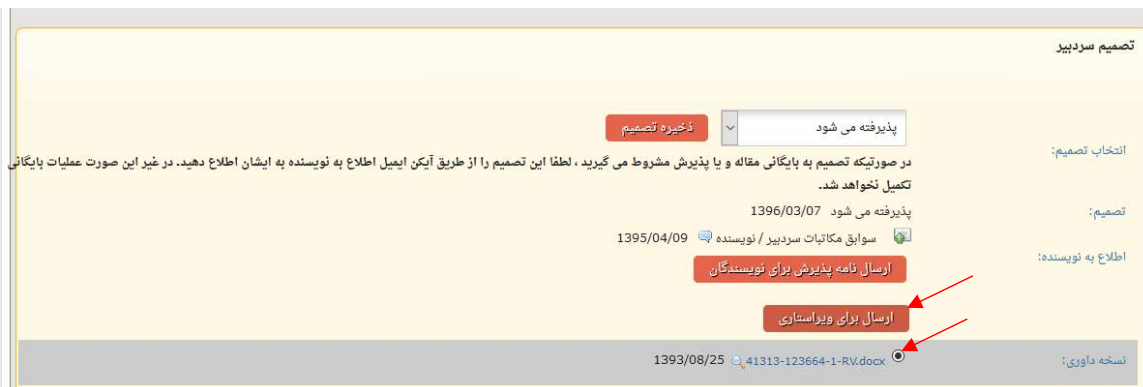 تصمیم سردبیر
پذیرفته می شود
ذخیره تصمیم
انتخاب تصمیم:
در صورتیکه تصمیم به بایگانی مقاله و یا پذیرش مشروط می گیرید ، لطفا این تصمیم را از طریق آیکن ایمیل اطلاع به نویسنده به ایشان اطلاع دهید. در غیر این صورت عملیات بایگانی
تکمیل نخواهد شد.
تصمیم:
پذیرفته می شود 1396/03/07
اطلاع به نویسنده:
سوابق مکاتبات سردبیر / نویسنده 1395/04/09
ارسال نامه پذیرش برای نویسندگان
ارسال برای ویراستاری
نسخه داوری:
41313-123664-1-RV.docx 1393/08/25